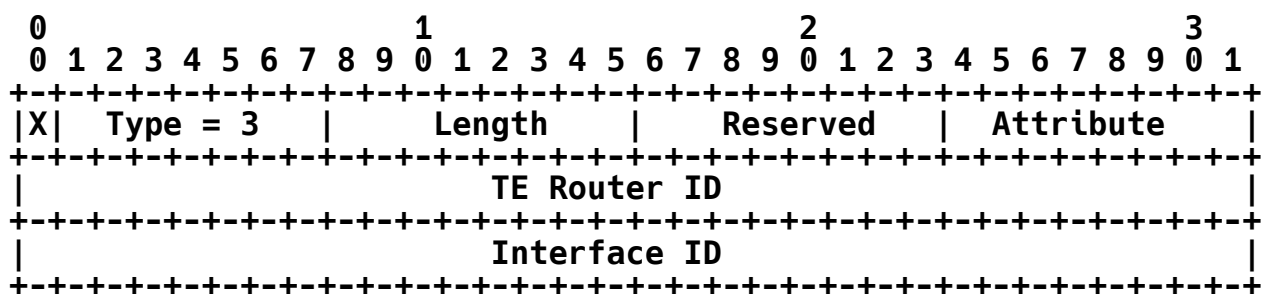 0                   1                   2                   3
 0 1 2 3 4 5 6 7 8 9 0 1 2 3 4 5 6 7 8 9 0 1 2 3 4 5 6 7 8 9 0 1
+-+-+-+-+-+-+-+-+-+-+-+-+-+-+-+-+-+-+-+-+-+-+-+-+-+-+-+-+-+-+-+-+
|X|  Type = 3   |     Length    |    Reserved   |  Attribute    |
+-+-+-+-+-+-+-+-+-+-+-+-+-+-+-+-+-+-+-+-+-+-+-+-+-+-+-+-+-+-+-+-+
|                        TE Router ID                           |
+-+-+-+-+-+-+-+-+-+-+-+-+-+-+-+-+-+-+-+-+-+-+-+-+-+-+-+-+-+-+-+-+
|                        Interface ID                           |
+-+-+-+-+-+-+-+-+-+-+-+-+-+-+-+-+-+-+-+-+-+-+-+-+-+-+-+-+-+-+-+-+